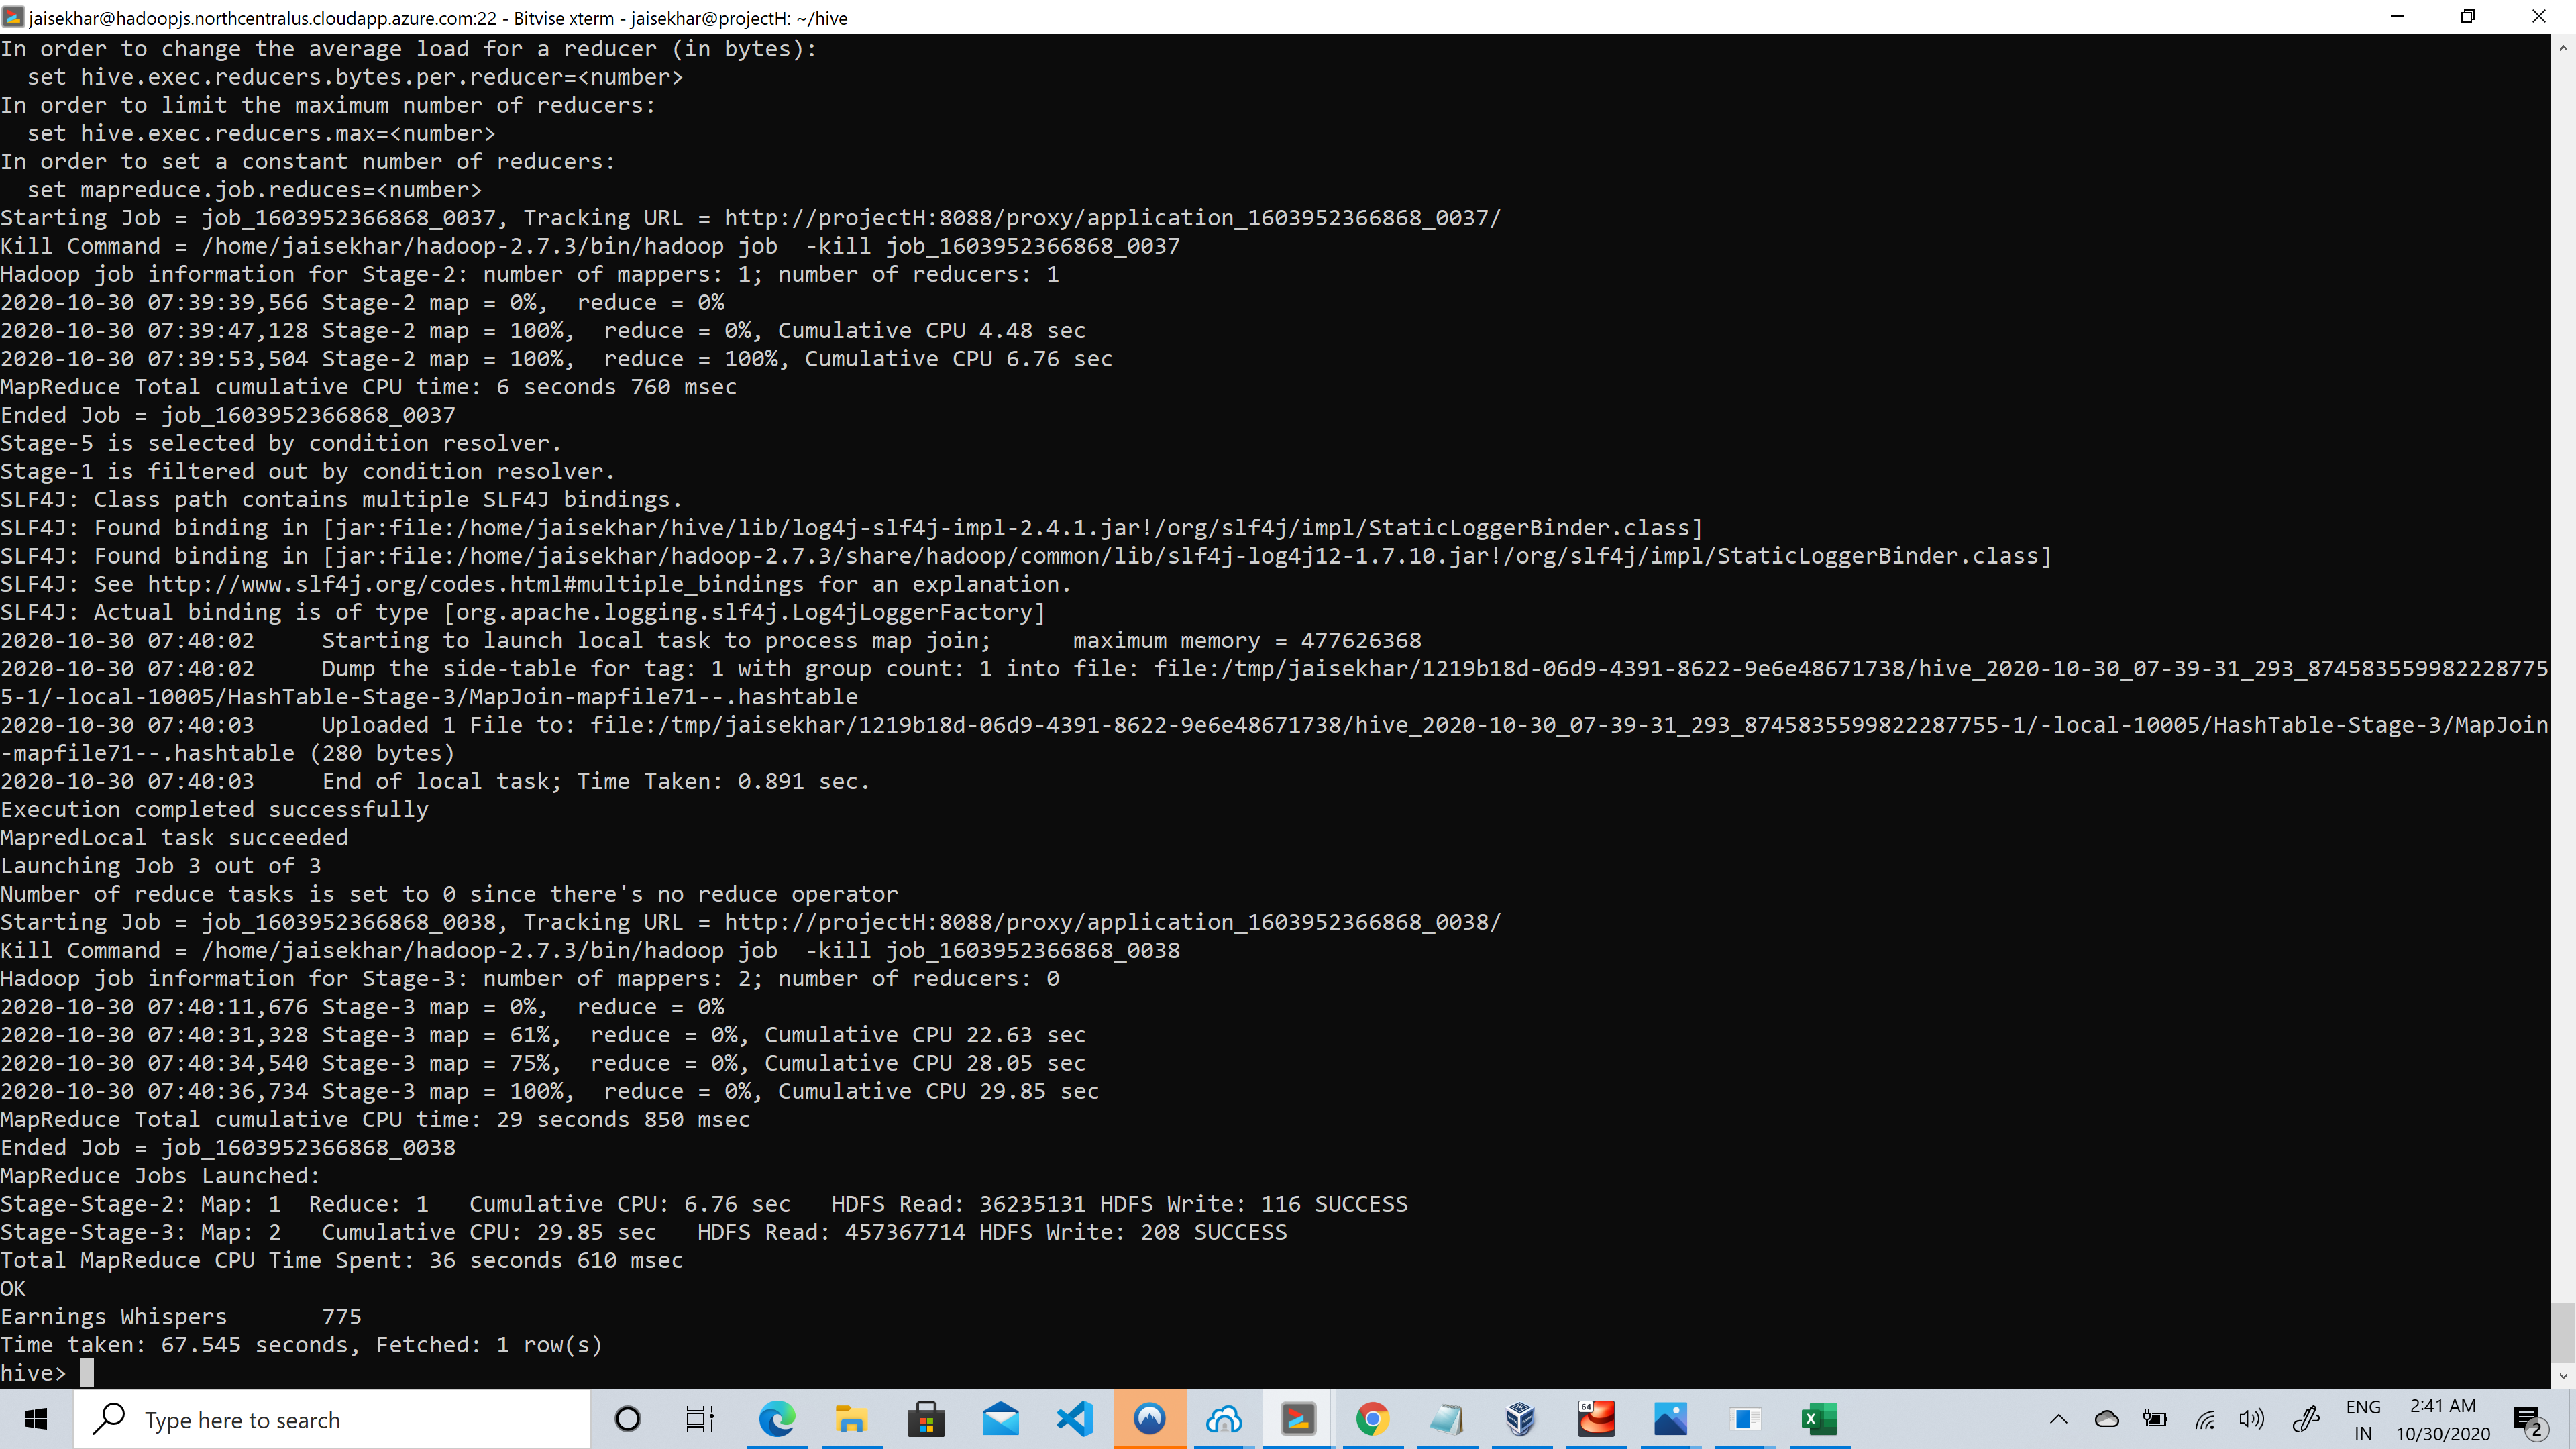 jaisekhar@hadoopjs.northcentralus.cloudapp.azure.com:22 - Bitvise xterm - jaisekhar@projectH: ~/hive
In order to change the average load for a reducer (in bytes):
  set hive.exec.reducers.bytes.per.reducer=<number>
In order to limit the maximum number of reducers:
  set hive.exec.reducers.max=<number>
In order to set a constant number of reducers:
  set mapreduce.job.reduces=<number>
Starting Job = job_1603952366868_0037, Tracking URL = http://projectH:8088/proxy/application_1603952366868_0037/
Kill Command = /home/jaisekhar/hadoop-2.7.3/bin/hadoop job  -kill job_1603952366868_0037
Hadoop job information for Stage-2: number of mappers: 1; number of reducers: 1
2020-10-30 07:39:39,566 Stage-2 map = 0%,  reduce = 0%
2020-10-30 07:39:47,128 Stage-2 map = 100%,  reduce = 0%, Cumulative CPU 4.48 sec
2020-10-30 07:39:53,504 Stage-2 map = 100%,  reduce = 100%, Cumulative CPU 6.76 sec
MapReduce Total cumulative CPU time: 6 seconds 760 msec
Ended Job = job_1603952366868_0037
Stage-5 is selected by condition resolver.
Stage-1 is filtered out by condition resolver.
SLF4J: Class path contains multiple SLF4J bindings.
SLF4J: Found binding in [jar:file:/home/jaisekhar/hive/lib/log4j-slf4j-impl-2.4.1.jar!/org/slf4j/impl/StaticLoggerBinder.class]
SLF4J: Found binding in [jar:file:/home/jaisekhar/hadoop-2.7.3/share/hadoop/common/lib/slf4j-log4j12-1.7.10.jar!/org/slf4j/impl/StaticLoggerBinder.class]
SLF4J: See http://www.slf4j.org/codes.html#multiple_bindings for an explanation.
SLF4J: Actual binding is of type [org.apache.logging.slf4j.Log4jLoggerFactory]
2020-10-30 07:40:02     Starting to launch local task to process map join;      maximum memory = 477626368
2020-10-30 07:40:02     Dump the side-table for tag: 1 with group count: 1 into file: file:/tmp/jaisekhar/1219b18d-06d9-4391-8622-9e6e48671738/hive_2020-10-30_07-39-31_293_874583559982228775
5-1/-local-10005/HashTable-Stage-3/MapJoin-mapfile71--.hashtable
2020-10-30 07:40:03     Uploaded 1 File to: file:/tmp/jaisekhar/1219b18d-06d9-4391-8622-9e6e48671738/hive_2020-10-30_07-39-31_293_8745835599822287755-1/-local-10005/HashTable-Stage-3/MapJoin
-mapfile71--.hashtable (280 bytes)
2020-10-30 07:40:03     End of local task; Time Taken: 0.891 sec.
Execution completed successfully
MapredLocal task succeeded
Launching Job 3 out of 3
Number of reduce tasks is set to 0 since there's no reduce operator
Starting Job = job_1603952366868_0038, Tracking URL = http://projectH:8088/proxy/application_1603952366868_0038/
Kill Command = /home/jaisekhar/hadoop-2.7.3/bin/hadoop job  -kill job_1603952366868_0038
Hadoop job information for Stage-3: number of mappers: 2; number of reducers: 0
2020-10-30 07:40:11,676 Stage-3 map = 0%,  reduce = 0%
2020-10-30 07:40:31,328 Stage-3 map = 61%,  reduce = 0%, Cumulative CPU 22.63 sec
2020-10-30 07:40:34,540 Stage-3 map = 75%,  reduce = 0%, Cumulative CPU 28.05 sec
2020-10-30 07:40:36,734 Stage-3 map = 100%,  reduce = 0%, Cumulative CPU 29.85 sec
MapReduce Total cumulative CPU time: 29 seconds 850 msec
Ended Job = job_1603952366868_0038
MapReduce Jobs Launched:
Stage-Stage-2: Map: 1  Reduce: 1   Cumulative CPU: 6.76 sec   HDFS Read: 36235131 HDFS Write: 116 SUCCESS
Stage-Stage-3: Map: 2   Cumulative CPU: 29.85 sec   HDFS Read: 457367714 HDFS Write: 208 SUCCESS
Total MapReduce CPU Time Spent: 36 seconds 610 msec
OK
Earnings Whispers       775
Time taken: 67.545 seconds, Fetched: 1 row(s)
hive>
Type here to search
64
ENG
IN
2:41 AM
10/30/2020
2